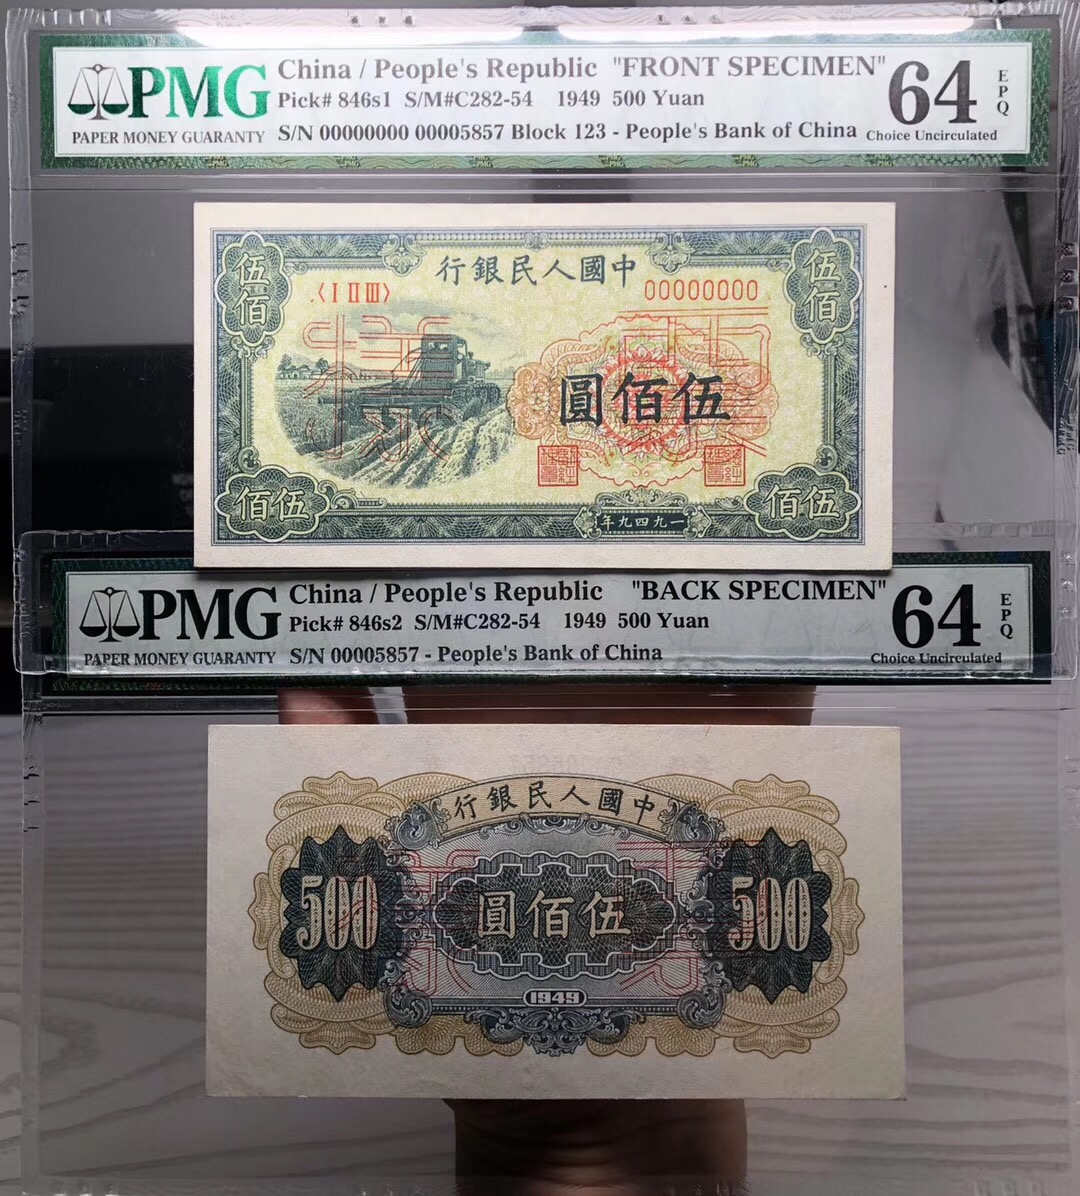 PMG
PAPER MONEY GUARANTY
China / People's Republic "FRONT SPECIMEN"
Pick# 846s1 S/M#C282-54 1949 500 Yuan
S/N 00000000 00005857 Block 123 - People's Bank of China
64 EPQ
Choice Uncirculated
行銀民人國中
伍佰
伍佰
〈I II III〉
00000000
樣
票
圓佰伍
佰伍
佰伍
年九四九一
PMG
PAPER MONEY GUARANTY
China / People's Republic "BACK SPECIMEN"
Pick# 846s2 S/M#C282-54 1949 500 Yuan
S/N 00005857 - People's Bank of China
64 EPQ
Choice Uncirculated
行銀民人國中
500
圓佰伍
500
1949